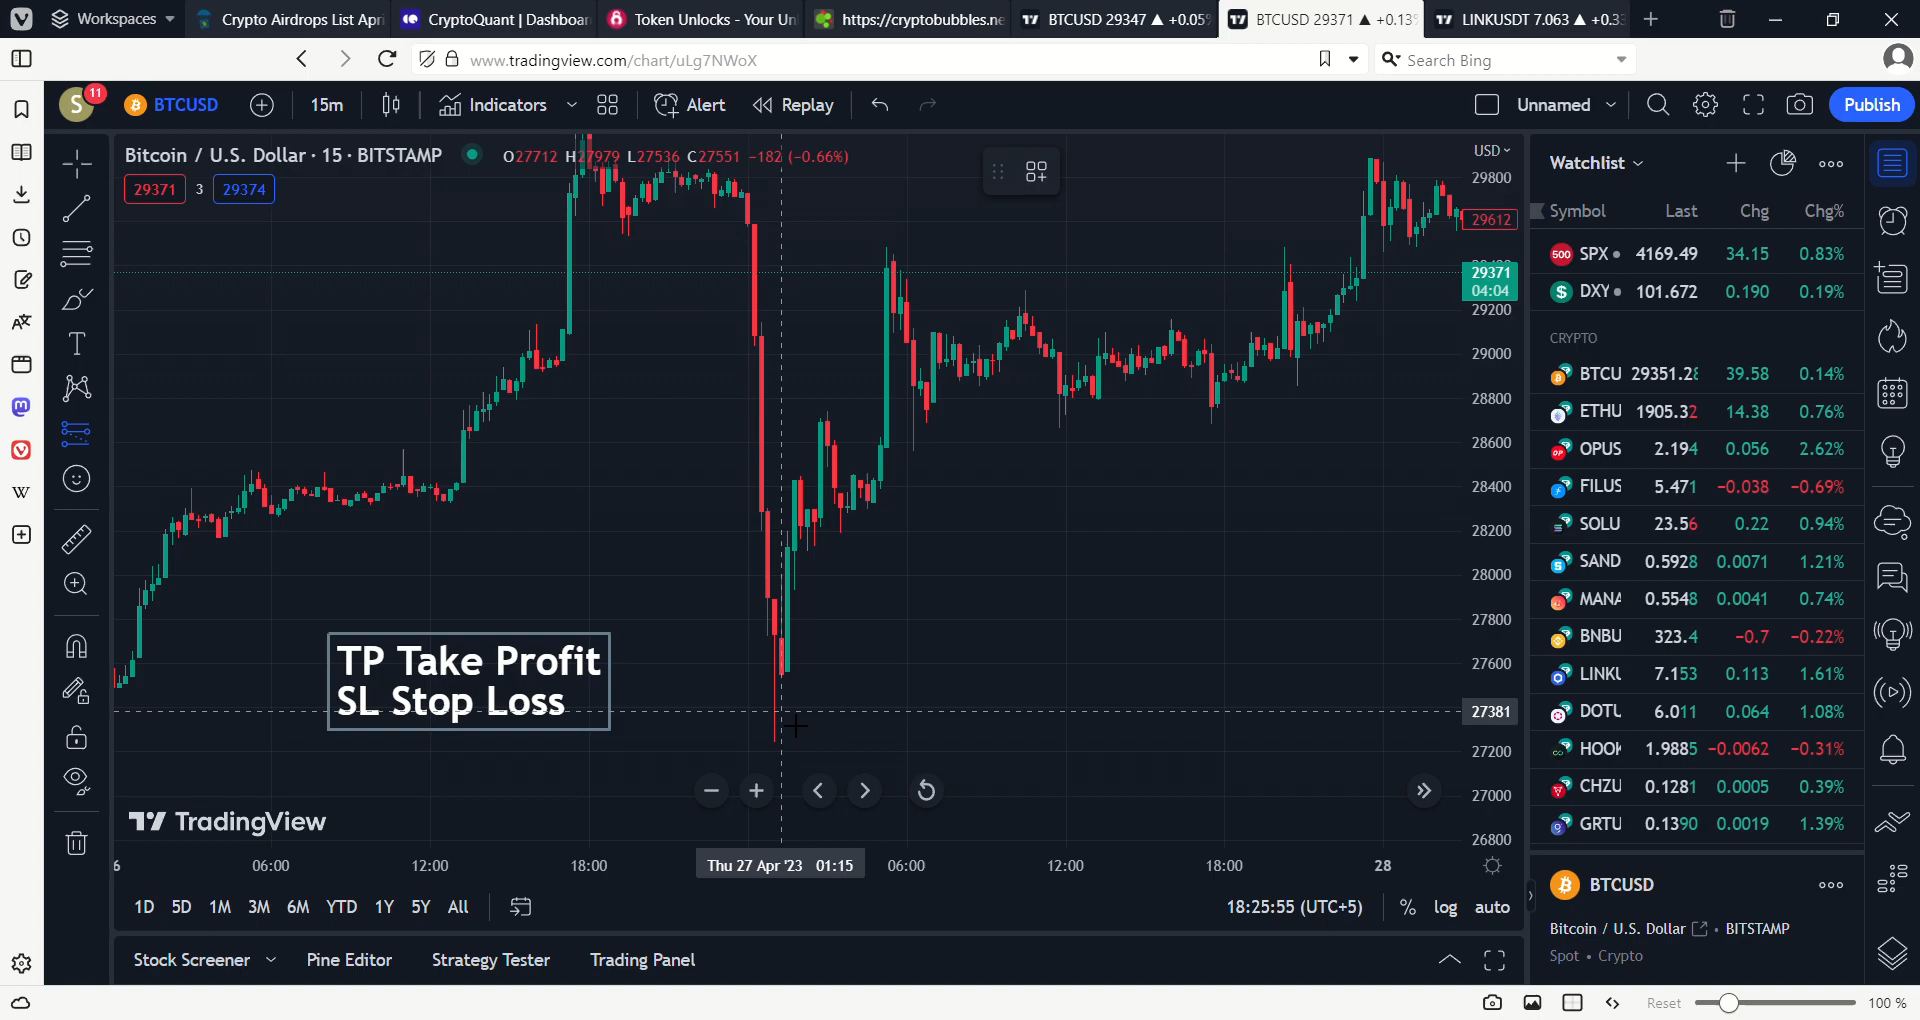 Workspaces
Crypto Airdrops List Apri
CryptoQuant | Dashboar
Token Unlocks - Your Un
https://cryptobubbles.ne
BTCUSD 29347 ▲ +0.05%
BTCUSD 29371 ▲ +0.13%
LINKUSDT 7.063 ▲ +0.33
www.tradingview.com/chart/uLg7NWoX
Search Bing
S 11
BTCUSD
15m
Indicators
Alert
Replay
Unnamed
Publish
Bitcoin / U.S. Dollar · 15 · BITSTAMP
O27712 H27979 L27536 C27551 −182 (−0.66%)
29371 3 29374
USD
29800
29612
29371
04:04
29200
29000
28800
28600
28400
28200
28000
27800
27600
27381
27200
27000
26800
TP Take Profit
SL Stop Loss
TradingView
06:00 12:00 18:00 Thu 27 Apr '23 01:15 06:00 12:00 18:00 28
1D 5D 1M 3M 6M YTD 1Y 5Y All
18:25:55 (UTC+5) % log auto
Stock Screener Pine Editor Strategy Tester Trading Panel
Watchlist
Symbol Last Chg Chg%
500 SPX 4169.49 34.15 0.83%
$ DXY 101.672 0.190 0.19%
CRYPTO
BTCU 29351.28 39.58 0.14%
ETHU 1905.32 14.38 0.76%
OPUS 2.194 0.056 2.62%
FILUS 5.471 −0.038 −0.69%
SOLU 23.56 0.22 0.94%
SAND 0.5928 0.0071 1.21%
MANA 0.5548 0.0041 0.74%
BNBU 323.4 −0.7 −0.22%
LINKU 7.153 0.113 1.61%
DOTU 6.011 0.064 1.08%
HOOK 1.9885 −0.0062 −0.31%
CHZU 0.1281 0.0005 0.39%
GRTU 0.1390 0.0019 1.39%
BTCUSD
Bitcoin / U.S. Dollar • BITSTAMP
Spot • Crypto
Reset 100 %